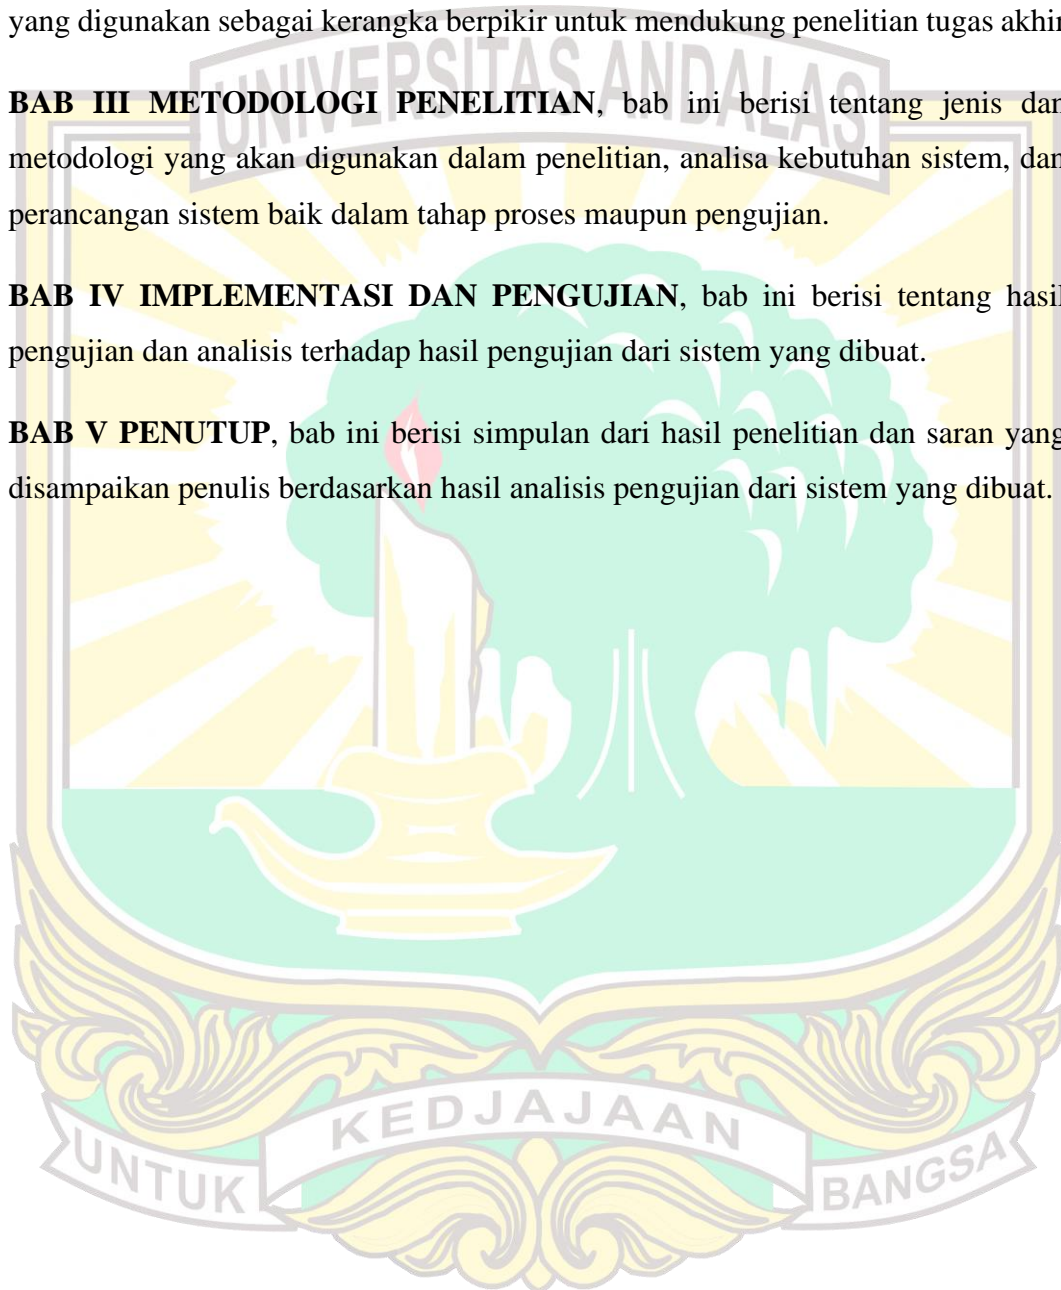 yang digunakan sebagai kerangka berpikir untuk mendukung penelitian tugas akhir
UNIVERSITAS ANDALAS
BAB III METODOLOGI PENELITIAN, bab ini berisi tentang jenis dan
metodologi yang akan digunakan dalam penelitian, analisa kebutuhan sistem, dan
perancangan sistem baik dalam tahap proses maupun pengujian.
BAB IV IMPLEMENTASI DAN PENGUJIAN, bab ini berisi tentang hasil
pengujian dan analisis terhadap hasil pengujian dari sistem yang dibuat.
BAB V PENUTUP, bab ini berisi simpulan dari hasil penelitian dan saran yang
disampaikan penulis berdasarkan hasil analisis pengujian dari sistem yang dibuat.
UNTUK KEDJAJAAN BANGSA